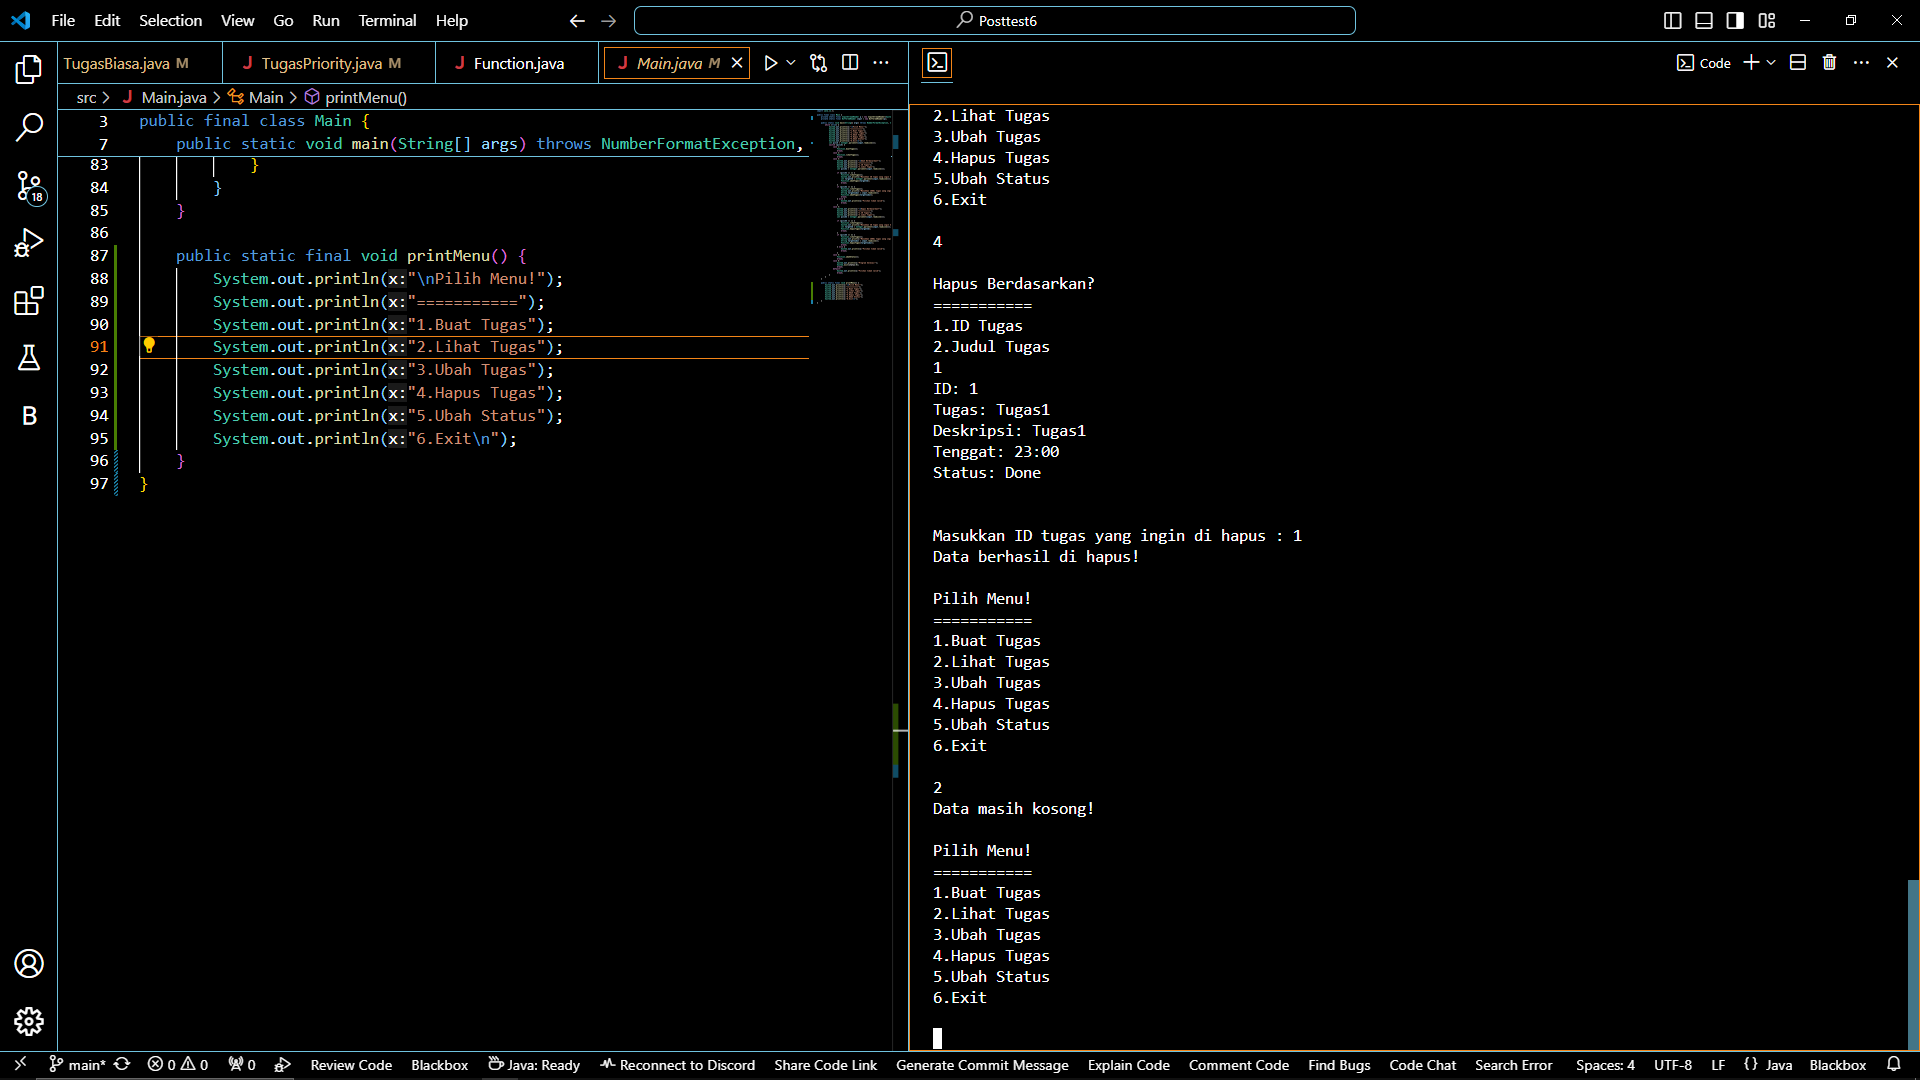 File Edit Selection View Go Run Terminal Help
Posttest6
TugasBiasa.java M
J TugasPriority.java M
J Function.java
J Main.java M
Code
src > J Main.java > Main > printMenu()
3 public final class Main {
7 public static void main(String[] args) throws NumberFormatException,
83 }
84 }
85 }
86
87 public static final void printMenu() {
88 System.out.println(x:"\nPilih Menu!");
89 System.out.println(x:"===========");
90 System.out.println(x:"1.Buat Tugas");
91 System.out.println(x:"2.Lihat Tugas");
92 System.out.println(x:"3.Ubah Tugas");
93 System.out.println(x:"4.Hapus Tugas");
94 System.out.println(x:"5.Ubah Status");
95 System.out.println(x:"6.Exit\n");
96 }
97 }
18
B
2.Lihat Tugas
3.Ubah Tugas
4.Hapus Tugas
5.Ubah Status
6.Exit
4
Hapus Berdasarkan?
===========
1.ID Tugas
2.Judul Tugas
1
ID: 1
Tugas: Tugas1
Deskripsi: Tugas1
Tenggat: 23:00
Status: Done
Masukkan ID tugas yang ingin di hapus : 1
Data berhasil di hapus!
Pilih Menu!
===========
1.Buat Tugas
2.Lihat Tugas
3.Ubah Tugas
4.Hapus Tugas
5.Ubah Status
6.Exit
2
Data masih kosong!
Pilih Menu!
===========
1.Buat Tugas
2.Lihat Tugas
3.Ubah Tugas
4.Hapus Tugas
5.Ubah Status
6.Exit
main* 0 0 0 Review Code Blackbox Java: Ready Reconnect to Discord Share Code Link Generate Commit Message Explain Code Comment Code Find Bugs Code Chat Search Error Spaces: 4 UTF-8 LF {} Java Blackbox